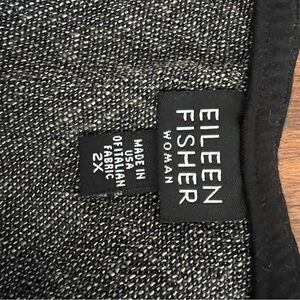 EILEEN
FISHER
WOMAN
MADE IN
USA
OF ITALIAN
FABRIC
2X